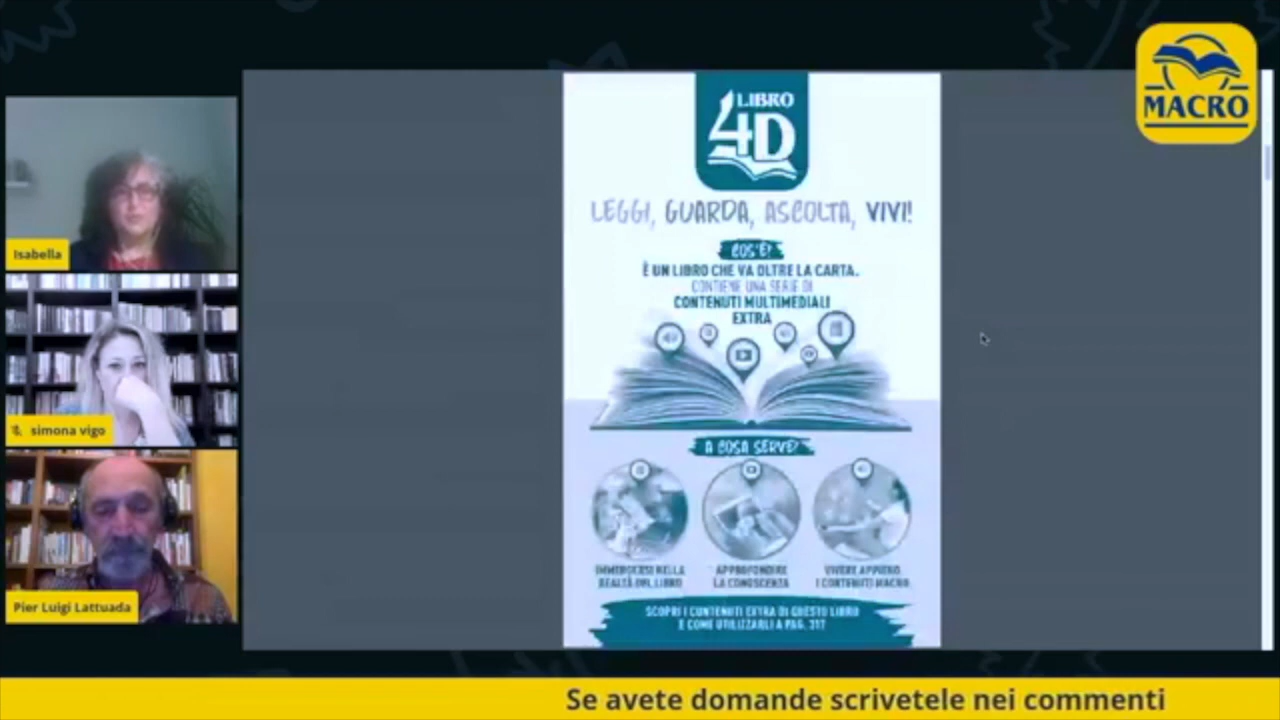 MACRO
Isabella
simona vigo
Pier Luigi Lattuada
LIBRO
4D
LEGGI, GUARDA, ASCOLTA, VIVI!
COS'È?
È UN LIBRO CHE VA OLTRE LA CARTA.
CONTIENE UNA SERIE DI
CONTENUTI MULTIMEDIALI
EXTRA
A COSA SERVE?
IMMERGERSI NELLA
REALTÀ DEL LIBRO
APPROFONDIRE
LA CONOSCENZA
VIVERE APPIENO
I CONTENUTI MACRO
SCOPRI I CONTENUTI EXTRA DI QUESTO LIBRO
E COME UTILIZZARLI A PAG. 317
Se avete domande scrivetele nei commenti